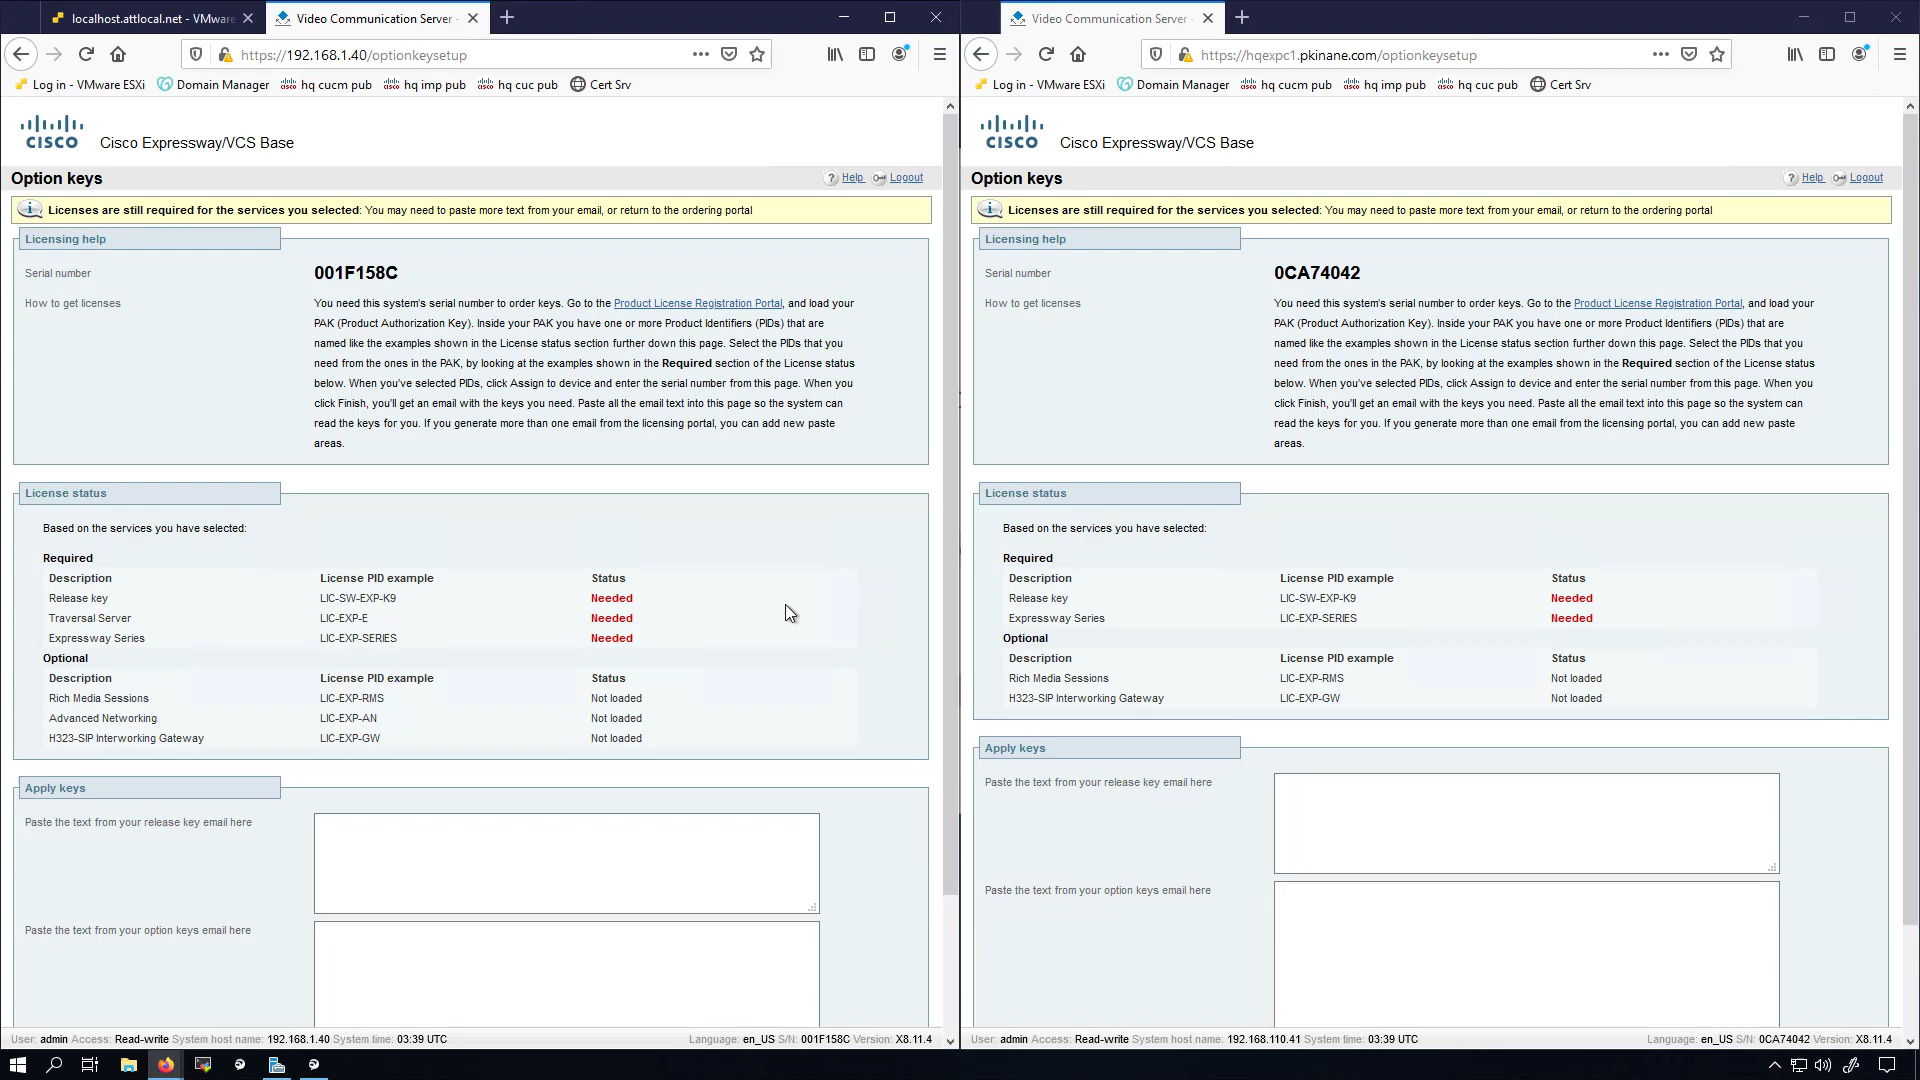 localhost.attlocal.net - VMware
Video Communication Server -
https://192.168.1.40/optionkeysetup
Log in - VMware ESXi
Domain Manager
hq cucm pub
hq imp pub
hq cuc pub
Cert Srv
CISCO
Cisco Expressway/VCS Base
Option keys
Help
Logout
Licenses are still required for the services you selected: You may need to paste more text from your email, or return to the ordering portal
Licensing help
Serial number
001F158C
How to get licenses
You need this system's serial number to order keys. Go to the Product License Registration Portal, and load your
PAK (Product Authorization Key). Inside your PAK you have one or more Product Identifiers (PIDs) that are
named like the examples shown in the License status section further down this page. Select the PIDs that you
need from the ones in the PAK, by looking at the examples shown in the Required section of the License status
below. When you've selected PIDs, click Assign to device and enter the serial number from this page. When you
click Finish, you'll get an email with the keys you need. Paste all the email text into this page so the system can
read the keys for you. If you generate more than one email from the licensing portal, you can add new paste
areas.
License status
Based on the services you have selected:
Required
Description License PID example Status
Release key LIC-SW-EXP-K9 Needed
Traversal Server LIC-EXP-E Needed
Expressway Series LIC-EXP-SERIES Needed
Optional
Description License PID example Status
Rich Media Sessions LIC-EXP-RMS Not loaded
Advanced Networking LIC-EXP-AN Not loaded
H323-SIP Interworking Gateway LIC-EXP-GW Not loaded
Apply keys
Paste the text from your release key email here
Paste the text from your option keys email here
User: admin Access: Read-write System host name: 192.168.1.40 System time: 03:39 UTC
Language: en_US S/N: 001F158C Version: X8.11.4
Video Communication Server -
https://hqexpc1.pkinane.com/optionkeysetup
Log in - VMware ESXi
Domain Manager
hq cucm pub
hq imp pub
hq cuc pub
Cert Srv
CISCO
Cisco Expressway/VCS Base
Option keys
Help
Logout
Licenses are still required for the services you selected: You may need to paste more text from your email, or return to the ordering portal
Licensing help
Serial number
0CA74042
How to get licenses
You need this system's serial number to order keys. Go to the Product License Registration Portal, and load your
PAK (Product Authorization Key). Inside your PAK you have one or more Product Identifiers (PIDs) that are
named like the examples shown in the License status section further down this page. Select the PIDs that you
need from the ones in the PAK, by looking at the examples shown in the Required section of the License status
below. When you've selected PIDs, click Assign to device and enter the serial number from this page. When you
click Finish, you'll get an email with the keys you need. Paste all the email text into this page so the system can
read the keys for you. If you generate more than one email from the licensing portal, you can add new paste
areas.
License status
Based on the services you have selected:
Required
Description License PID example Status
Release key LIC-SW-EXP-K9 Needed
Expressway Series LIC-EXP-SERIES Needed
Optional
Description License PID example Status
Rich Media Sessions LIC-EXP-RMS Not loaded
H323-SIP Interworking Gateway LIC-EXP-GW Not loaded
Apply keys
Paste the text from your release key email here
Paste the text from your option keys email here
User: admin Access: Read-write System host name: 192.168.110.41 System time: 03:39 UTC
Language: en_US S/N: 0CA74042 Version: X8.11.4